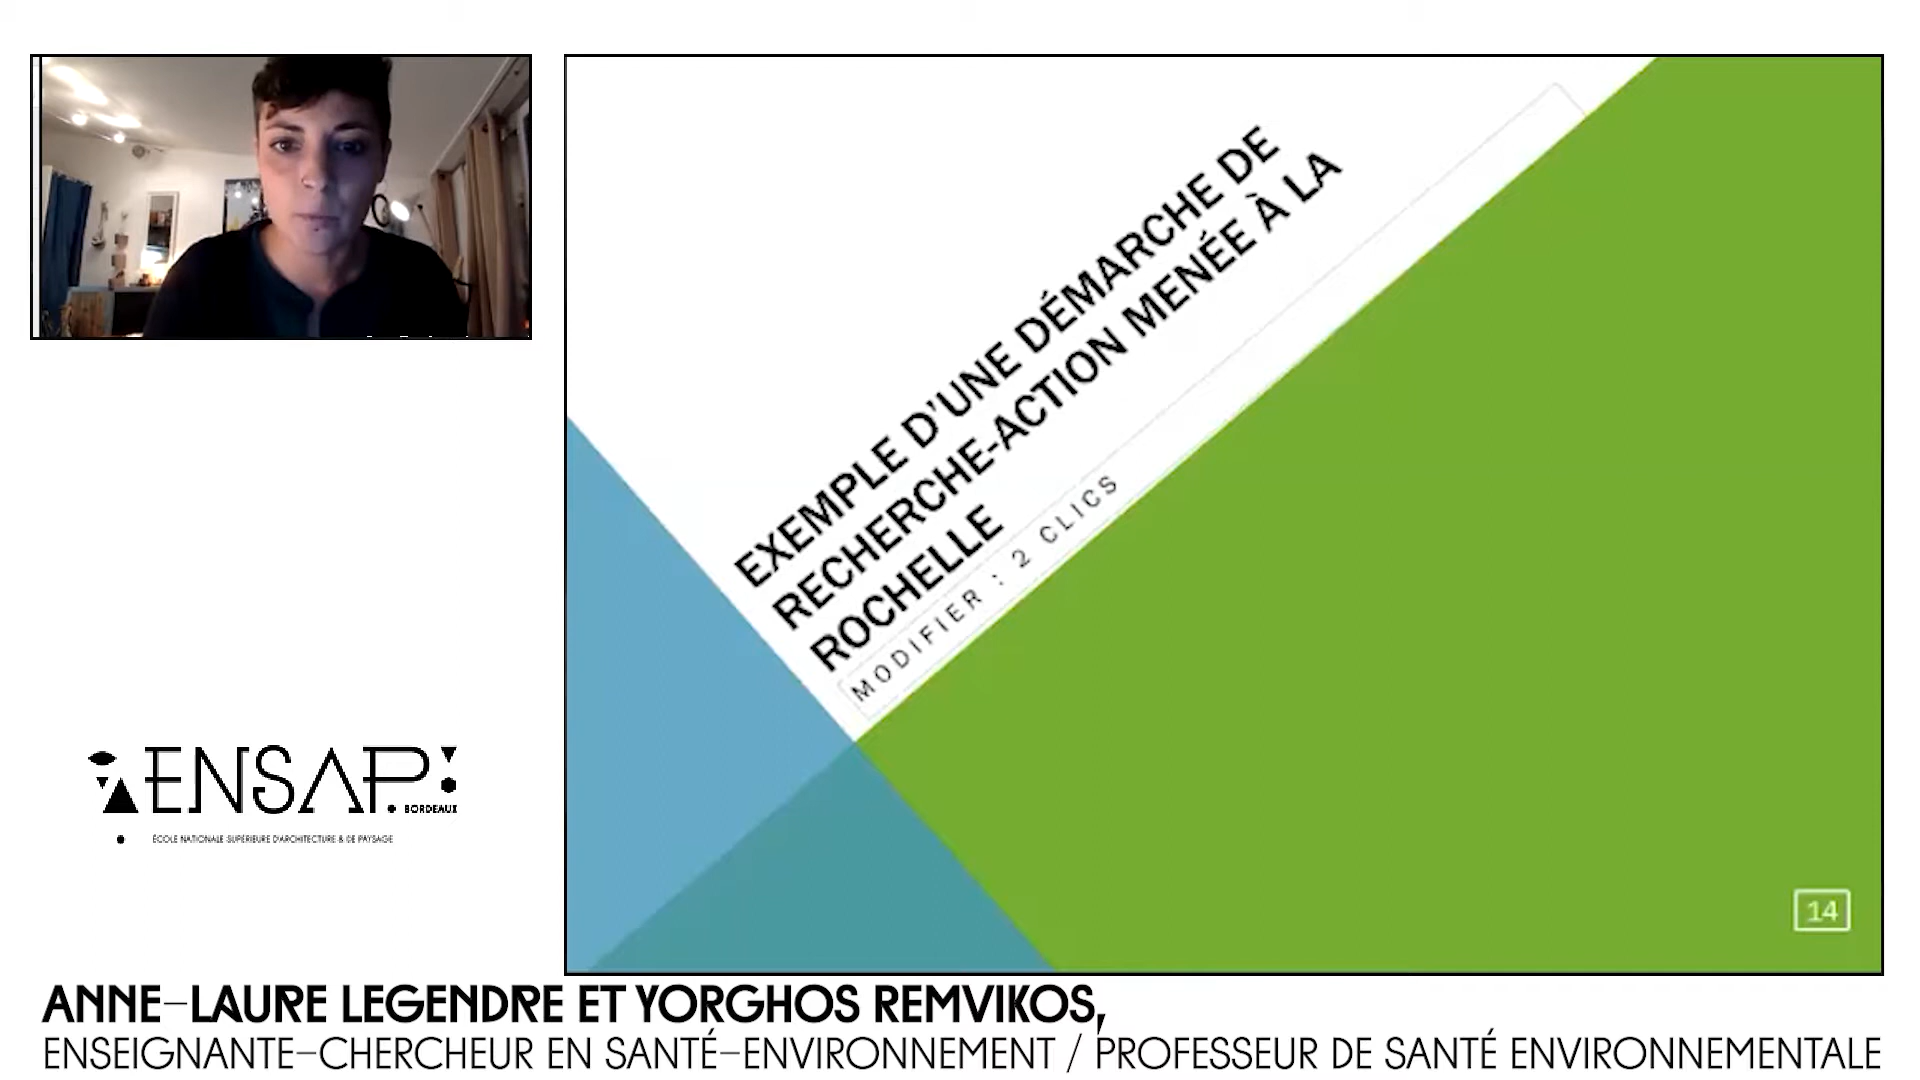 EXEMPLE D'UNE DÉMARCHE DE
RECHERCHE-ACTION MENÉE À LA
ROCHELLE
MODIFIER : 2 CLICS
14
ENSAP
BORDEAUX
ÉCOLE NATIONALE SUPÉRIEURE D'ARCHITECTURE & DE PAYSAGE
ANNE-LAURE LEGENDRE ET YORGHOS REMVIKOS,
ENSEIGNANTE-CHERCHEUR EN SANTÉ-ENVIRONNEMENT / PROFESSEUR DE SANTÉ ENVIRONNEMENTALE